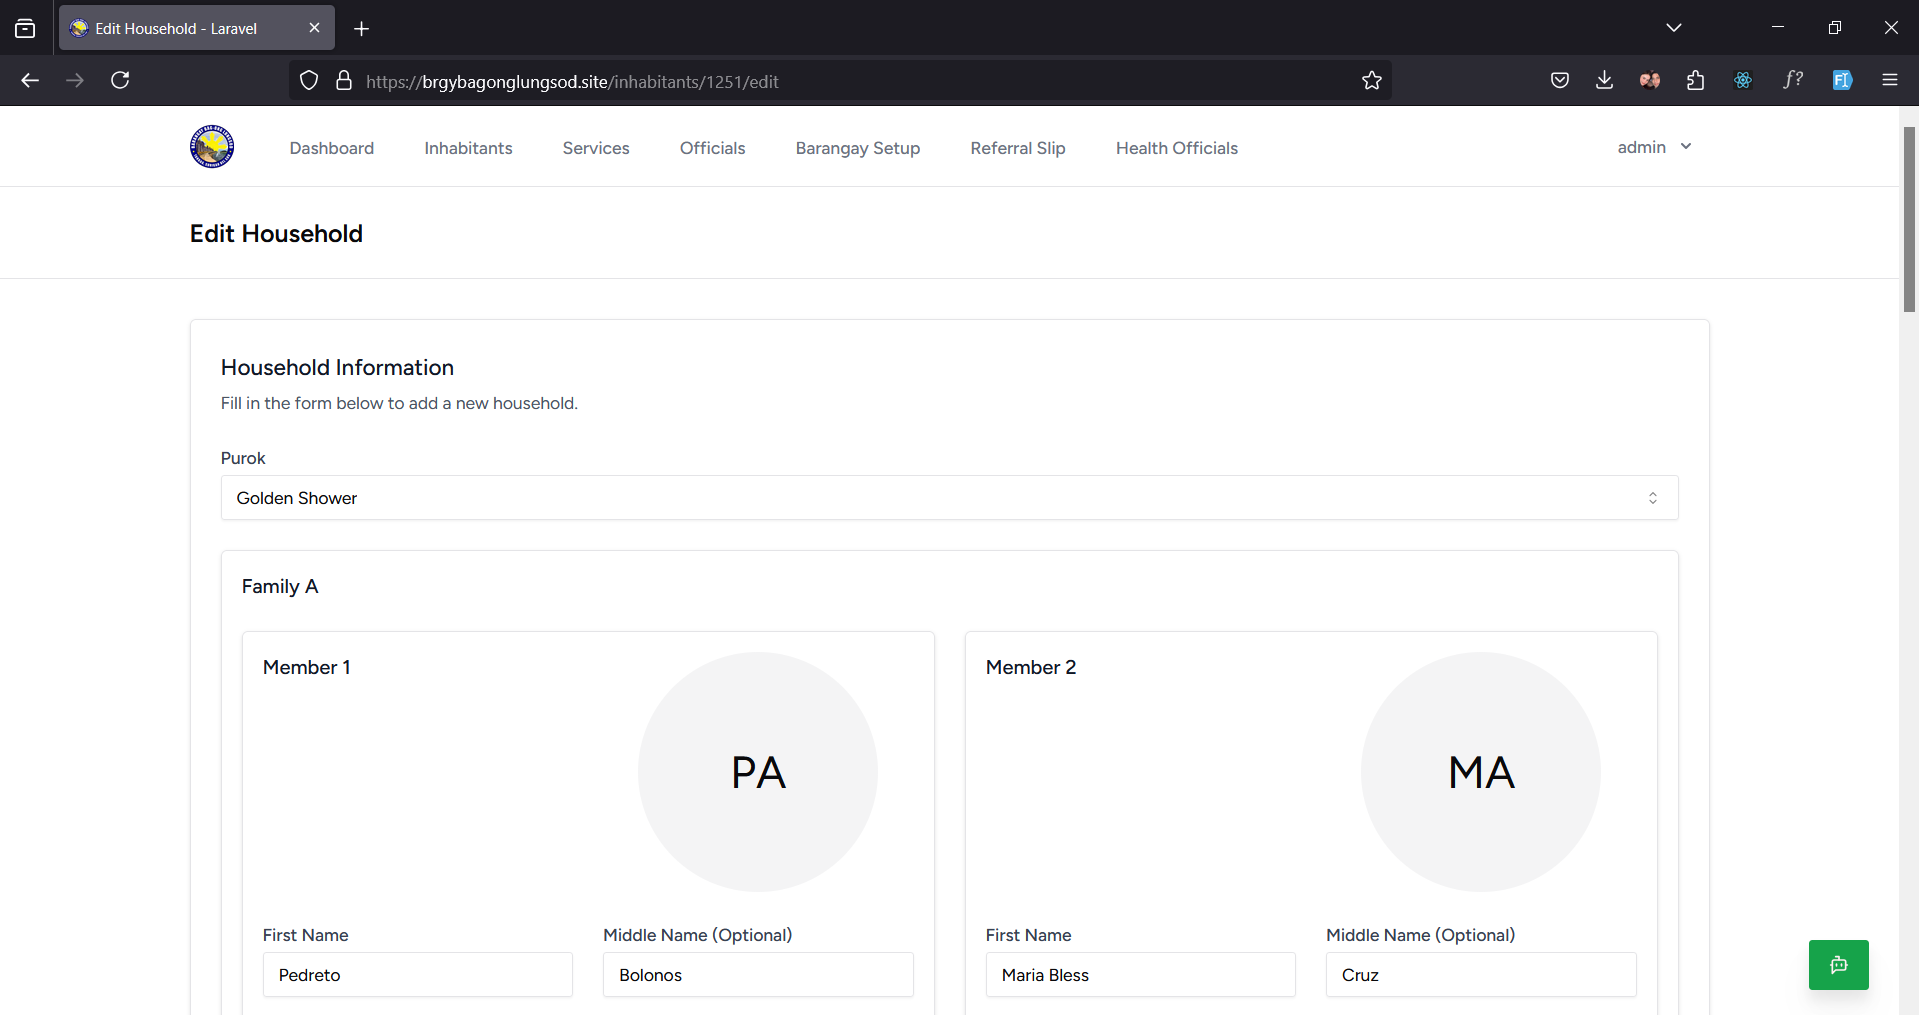 Edit Household - Laravel
https://brgybagonglungsod.site/inhabitants/1251/edit
Dashboard Inhabitants Services Officials Barangay Setup Referral Slip Health Officials admin
Edit Household
Household Information
Fill in the form below to add a new household.
Purok
Golden Shower
Family A
Member 1
PA
First Name Middle Name (Optional)
Pedreto Bolonos
Member 2
MA
First Name Middle Name (Optional)
Maria Bless Cruz